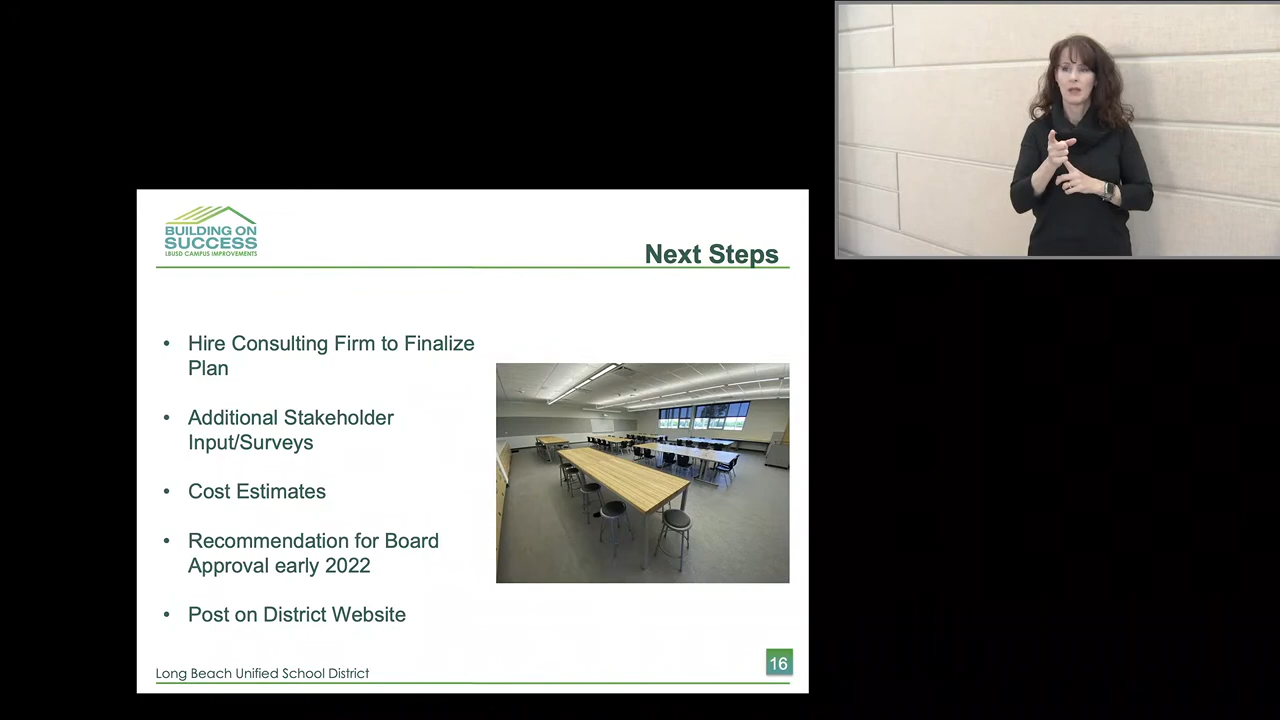 BUILDING ON
SUCCESS
LBUSD CAMPUS IMPROVEMENTS
Next Steps
• Hire Consulting Firm to Finalize
Plan
• Additional Stakeholder
Input/Surveys
• Cost Estimates
• Recommendation for Board
Approval early 2022
• Post on District Website
Long Beach Unified School District
16